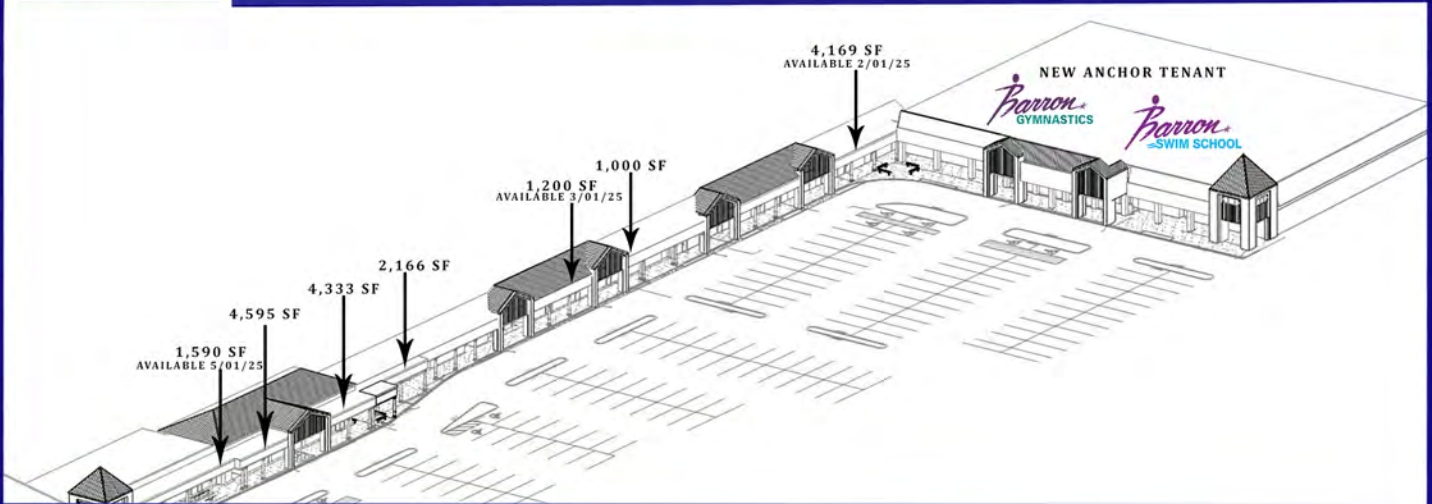 4,169 SF
AVAILABLE 2/01/25
NEW ANCHOR TENANT
Barron
GYMNASTICS
Barron
SWIM SCHOOL
1,000 SF
1,200 SF
AVAILABLE 3/01/25
2,166 SF
4,333 SF
4,595 SF
1,590 SF
AVAILABLE 5/01/25